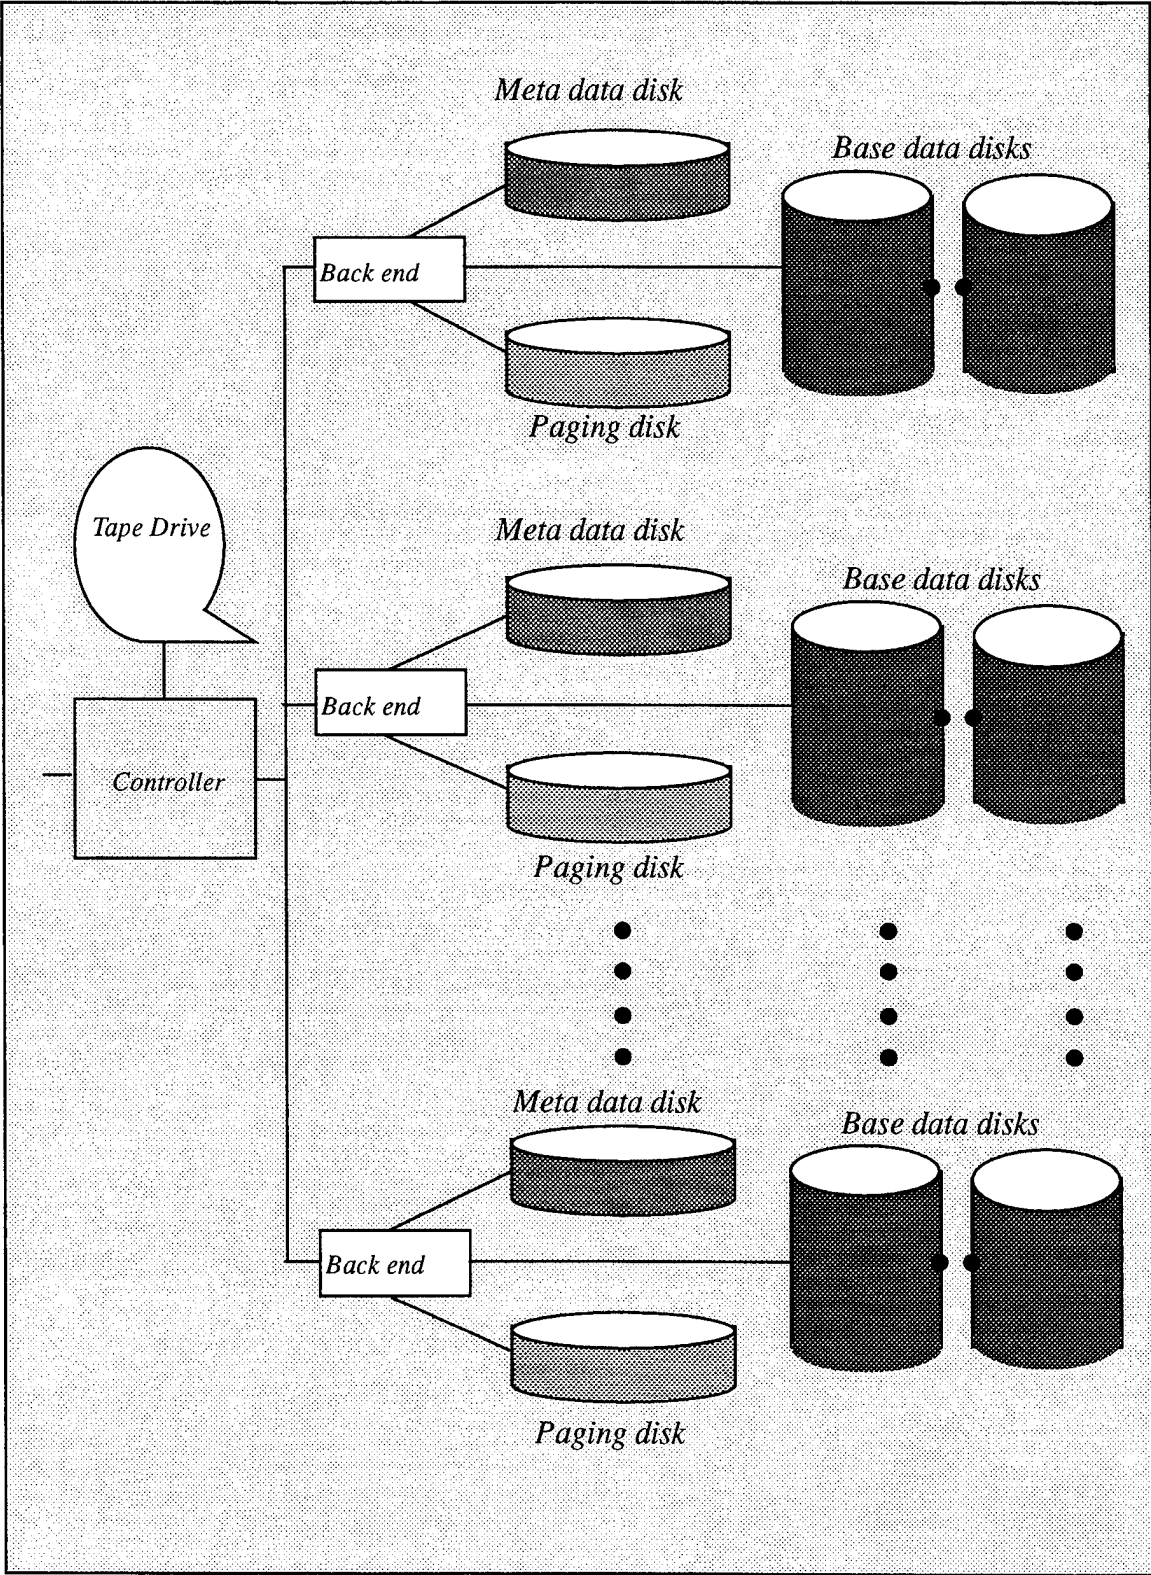 Meta data disk
Base data disks
Back end
Paging disk
Tape Drive
Meta data disk
Base data disks
Back end
Controller
Paging disk
Meta data disk
Base data disks
Back end
Paging disk